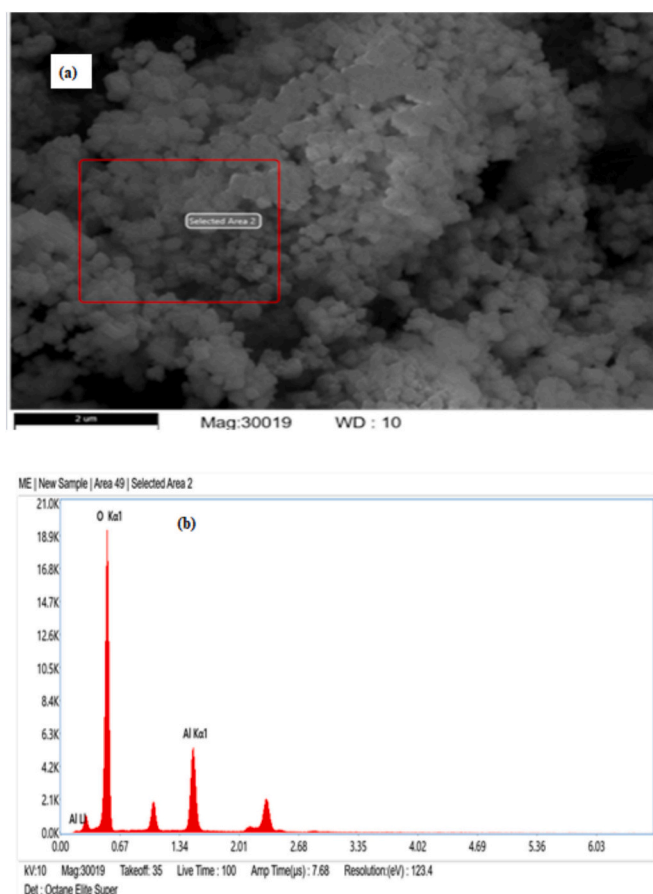 (a)
Selected Area 2
2 um
Mag:30019 WD : 10
ME | New Sample | Area 49 | Selected Area 2
21.0K
O Kα1
(b)
18.9K
16.8K
14.7K
12.6K
10.5K
8.4K
6.3K
Al Kα1
4.2K
2.1K
Al Ll
0.0K
0.00 0.67 1.34 2.01 2.68 3.35 4.02 4.69 5.36 6.03
kV:10 Mag:30019 Takeoff: 35 Live Time : 100 Amp Time(μs) : 7.68 Resolution:(eV) : 123.4
Det : Octane Elite Super